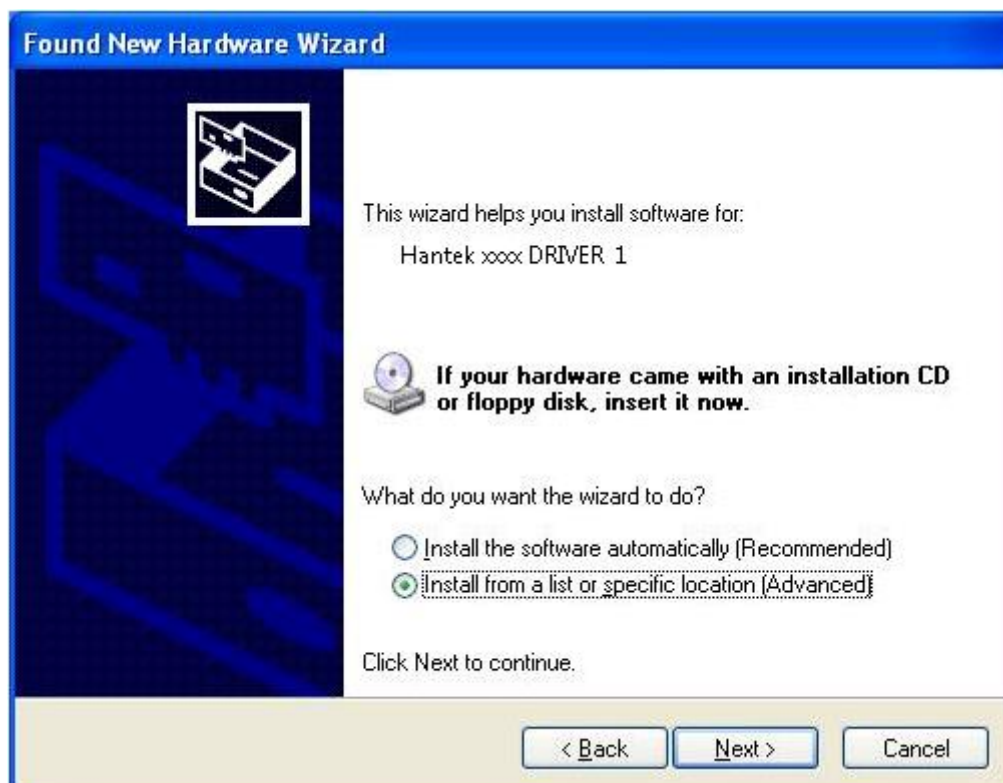 Found New Hardware Wizard
This wizard helps you install software for:
Hantek xxxx DRIVER 1
If your hardware came with an installation CD
or floppy disk, insert it now.
What do you want the wizard to do?
Install the software automatically (Recommended)
Install from a list or specific location (Advanced)
Click Next to continue.
< Back
Next >
Cancel